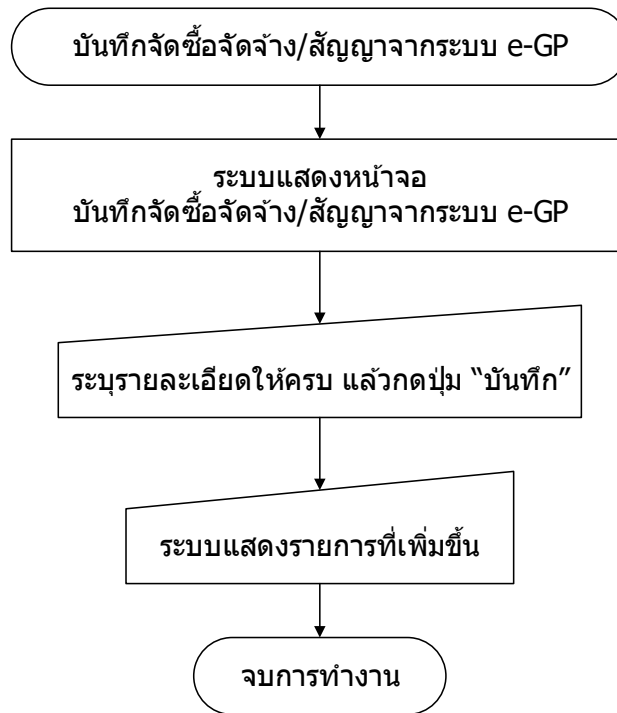 บันทึกจัดซื้อจัดจ้าง/สัญญาจากระบบ e-GP
ระบบแสดงหน้าจอ
บันทึกจัดซื้อจัดจ้าง/สัญญาจากระบบ e-GP
ระบุรายละเอียดให้ครบ แล้วกดปุ่ม “บันทึก”
ระบบแสดงรายการที่เพิ่มขึ้น
จบการทำงาน